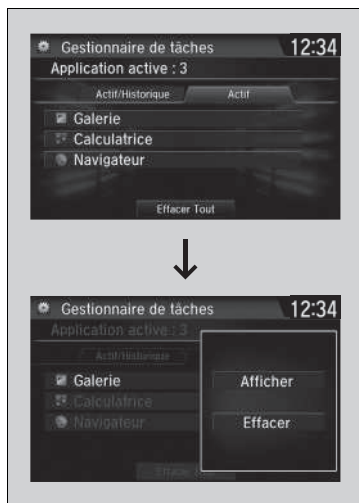 Gestionnaire de tâches 12:34
Application active : 3
Actif/Historique Actif
Galerie
Calculatrice
Navigateur
Effacer Tout
Gestionnaire de tâches 12:34
Application active : 3
Actif/Historique
Galerie Afficher
Calculatrice
Navigateur Effacer
Effacer